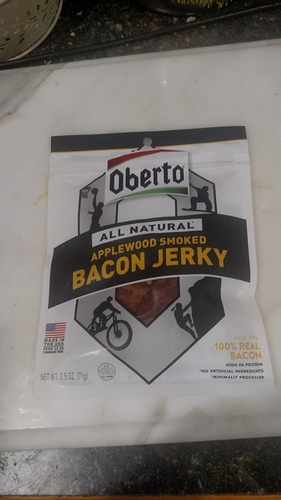 Oberto
ALL NATURAL*
APPLEWOOD SMOKED
BACON JERKY
MADE IN
THE USA
100% REAL
BACON
HIGH IN PROTEIN
*NO ARTIFICIAL INGREDIENTS
*MINIMALLY PROCESSED
NET WT. 2.5 OZ. (71g)